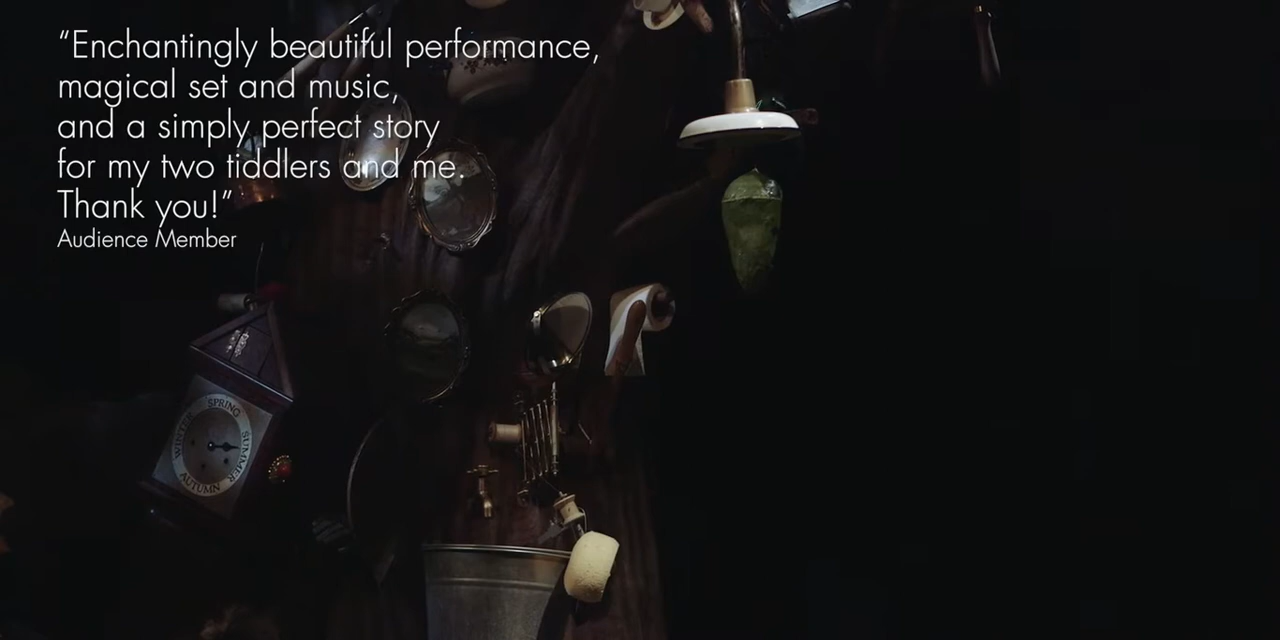 “Enchantingly beautiful performance,
magical set and music,
and a simply perfect story
for my two tiddlers and me.
Thank you!”
Audience Member
SPRING
SUMMER
AUTUMN
WINTER